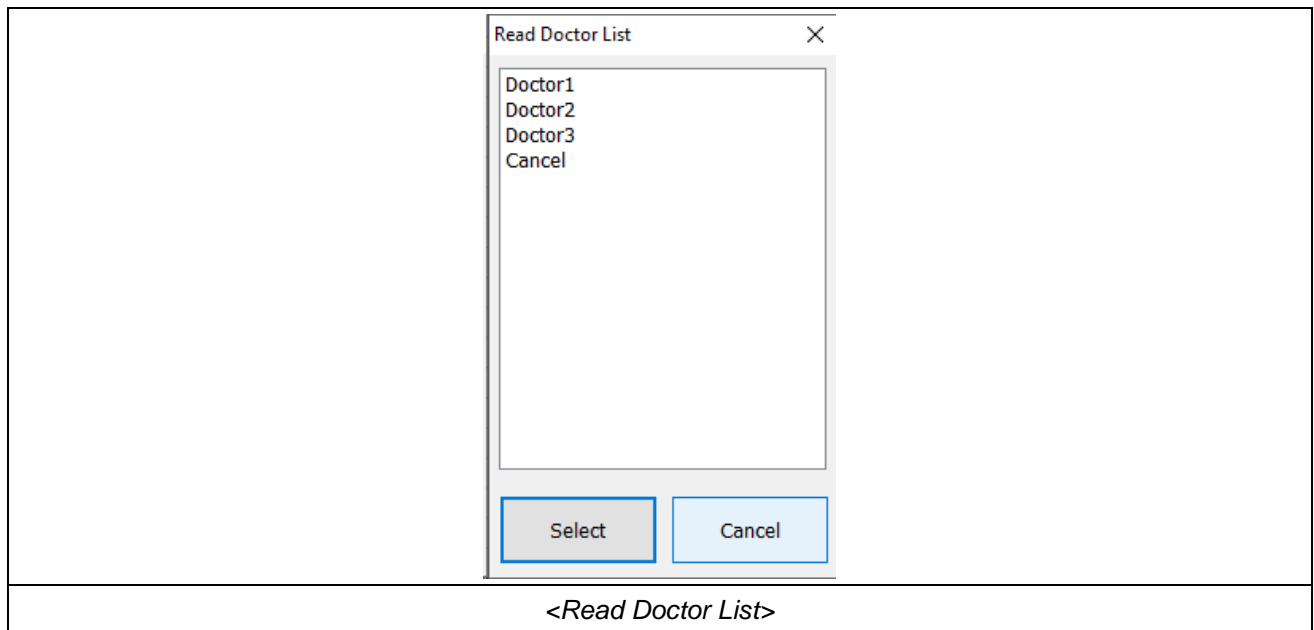 Read Doctor List
Doctor1
Doctor2
Doctor3
Cancel
Select Cancel
<Read Doctor List>